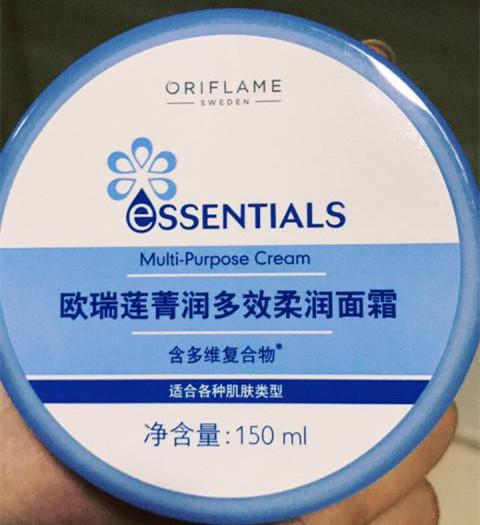 ORIFLAME
SWEDEN
eSSENTIALS
Multi-Purpose Cream
欧瑞莲菁润多效柔润面霜
含多维复合物*
适合各种肌肤类型
净含量:150 ml